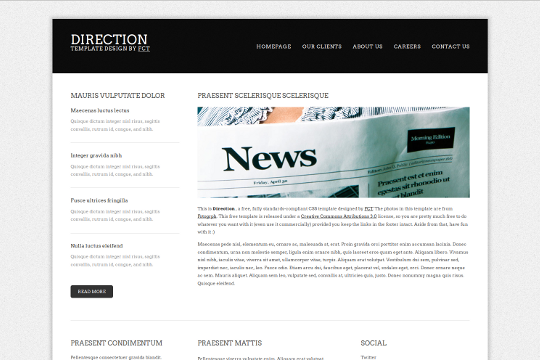 DIRECTION
TEMPLATE DESIGN BY FCT
HOMEPAGE OUR CLIENTS ABOUT US CAREERS CONTACT US
MAURIS VULPUTATE DOLOR
Maecenas luctus lectus
Quisque dictum integer nisl risus, sagittis
convallis, rutrum id, congue, and nibh.
Integer gravida nibh
Quisque dictum integer nisl risus, sagittis
convallis, rutrum id, congue, and nibh.
Fusce ultrices fringilla
Quisque dictum integer nisl risus, sagittis
convallis, rutrum id, congue, and nibh.
Nulla luctus eleifend
Quisque dictum integer nisl risus, sagittis
convallis, rutrum id, congue, and nibh.
READ MORE
PRAESENT SCELERISQUE SCELERISQUE
News
Morning Edition
Friday, April 30,
Praesent est et enim
egestas sit rhoncus id
blandit
This is Direction , a free, fully standards-compliant CSS template designed by FCT The photos in this template are from
Fotogrph. This free template is released under a Creative Commons Attributions 3.0 license, so you are pretty much free to do
whatever you want with it (even use it commercially) provided you keep the links in the footer intact. Aside from that, have fun
with it :)
Maecenas pede nisl, elementum eu, ornare ac, malesuada at, erat. Proin gravida orci porttitor enim accumsan lacinia. Donec
condimentum, urna non molestie semper, ligula enim ornare nibh, quis laoreet eros quam eget ante. Aliquam libero. Vivamus
nisl nibh, iaculis vitae, viverra sit amet, ullamcorper vitae, turpis. Aliquam erat volutpat. Vestibulum dui sem, pulvinar sed,
imperdiet nec, iaculis nec, leo. Fusce odio. Etiam arcu dui, faucibus eget, placerat vel, sodales eget, orci. Donec ornare neque
ac sem. Mauris aliquet. Aliquam sem leo, vulputate sed, convallis at, ultricies quis, justo. Donec nonummy magna quis risus.
Quisque eleifend.
PRAESENT CONDIMENTUM
Pellentesque consectetuer gravida blandit.
PRAESENT MATTIS
Pellentesque viverra vulputate enim. Aliquam erat volutpat.
SOCIAL
Twitter